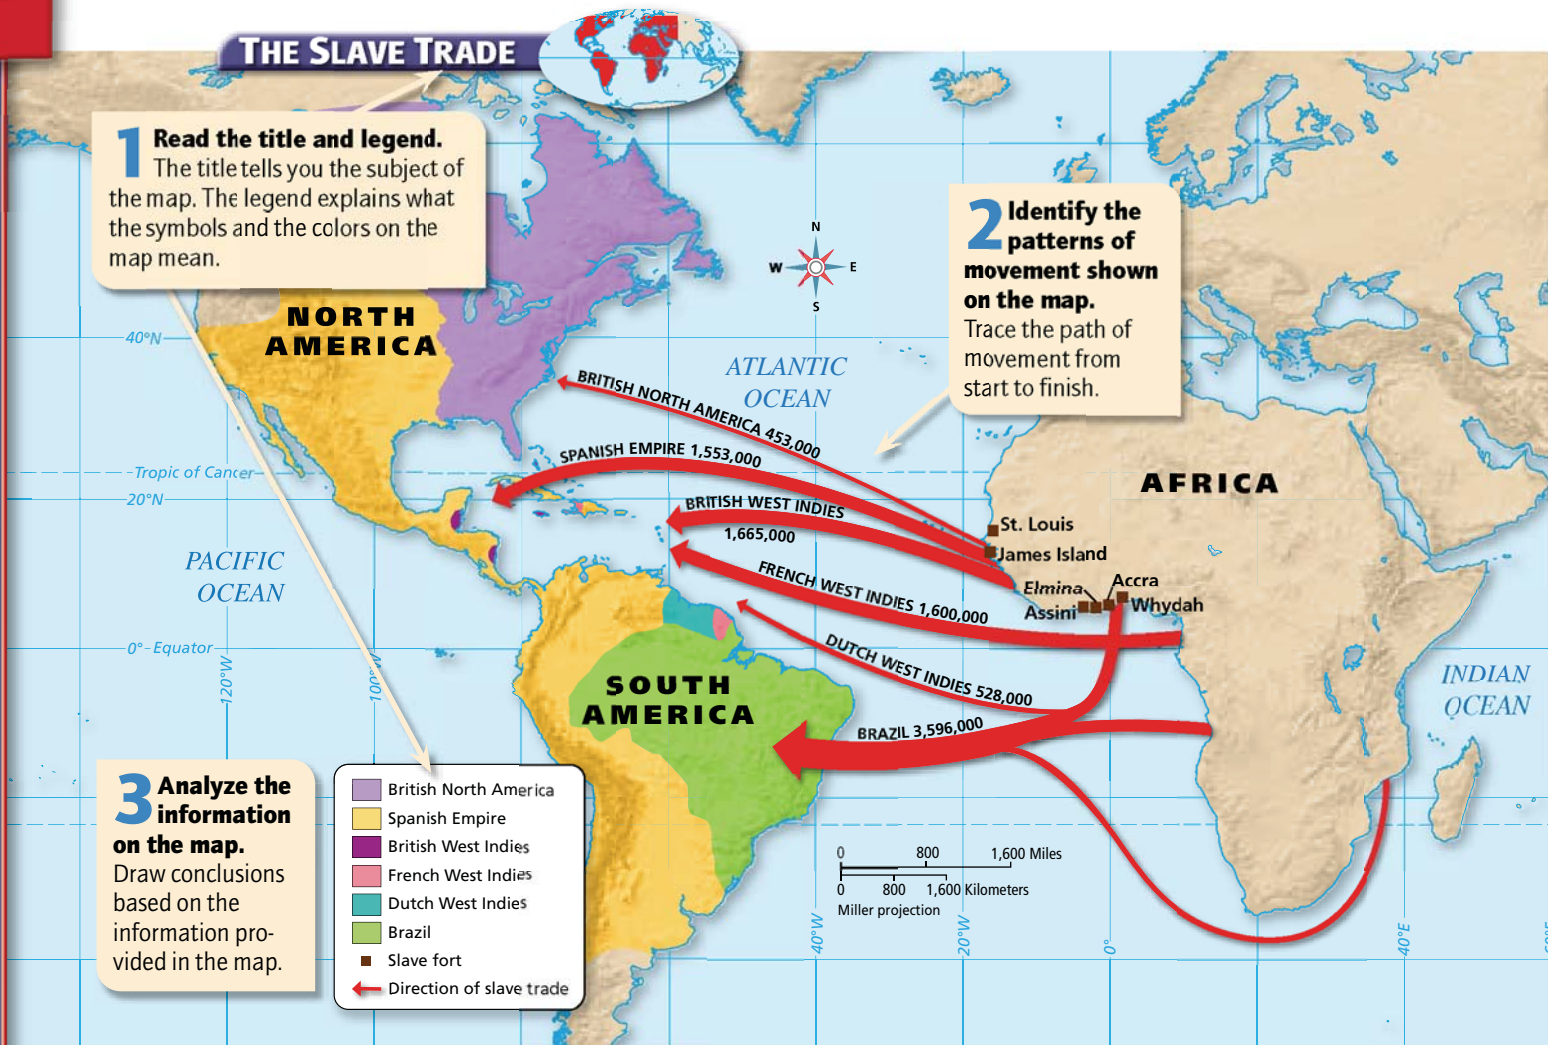 THE SLAVE TRADE
1 Read the title and legend.
The title tells you the subject of
the map. The legend explains what
the symbols and the colors on the
map mean.
2 Identify the
patterns of
movement shown
on the map.
Trace the path of
movement from
start to finish.
N
W
E
S
NORTH
AMERICA
40°N
ATLANTIC
OCEAN
BRITISH NORTH AMERICA 453,000
SPANISH EMPIRE 1,553,000
Tropic of Cancer
20°N
BRITISH WEST INDIES
1,665,000
AFRICA
St. Louis
James Island
PACIFIC
OCEAN
FRENCH WEST INDIES 1,600,000
Elmina
Accra
Assini
Whydah
0° Equator
120°W
100°W
DUTCH WEST INDIES 528,000
SOUTH
AMERICA
BRAZIL 3,596,000
INDIAN
OCEAN
3 Analyze the
information
on the map.
Draw conclusions
based on the
information pro-
vided in the map.
British North America
Spanish Empire
British West Indies
French West Indies
Dutch West Indies
Brazil
Slave fort
Direction of slave trade
0 800 1,600 Miles
0 800 1,600 Kilometers
Miller projection
40°W
20°W
0°
40°E